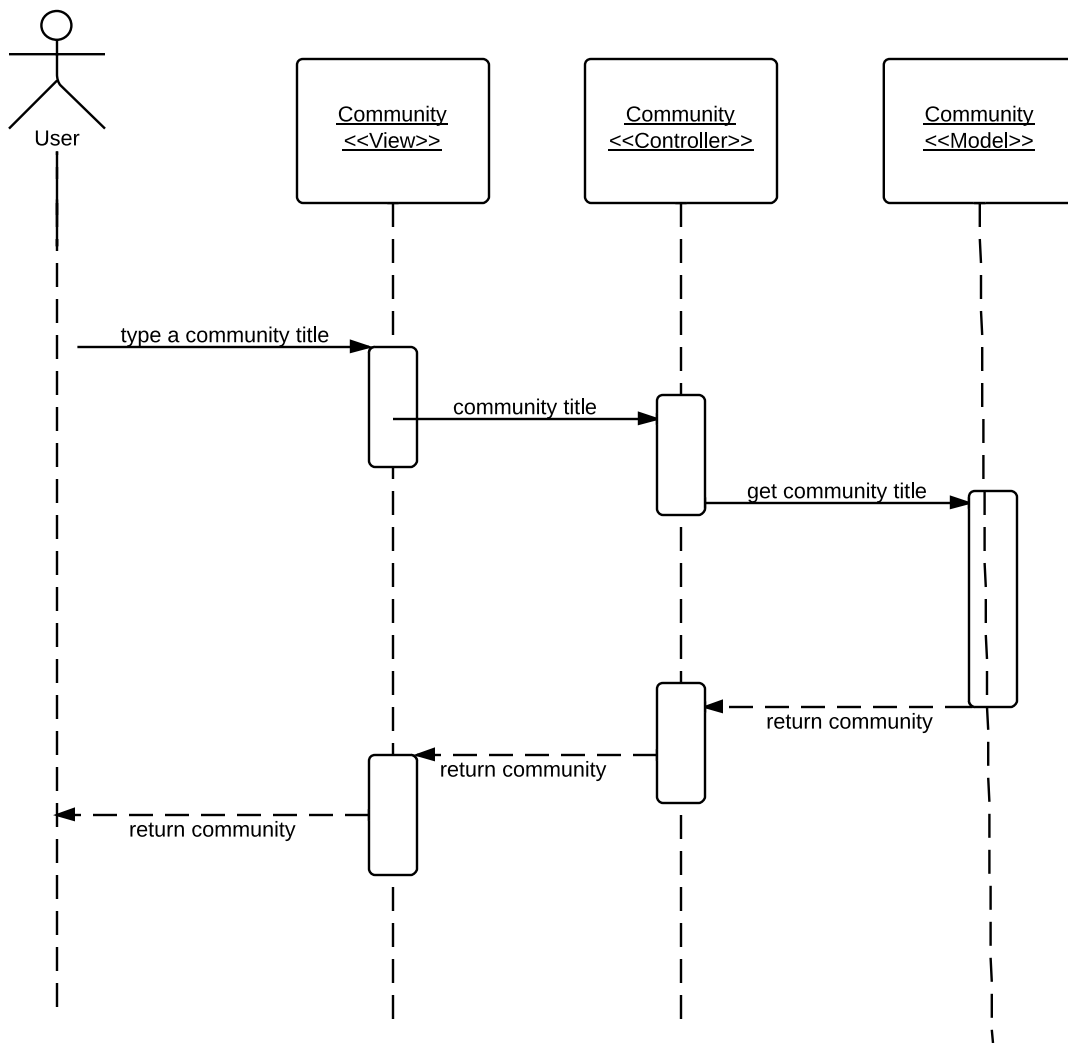 User
Community
<<View>>
Community
<<Controller>>
Community
<<Model>>
type a community title
community title
get community title
return community
return community
return community